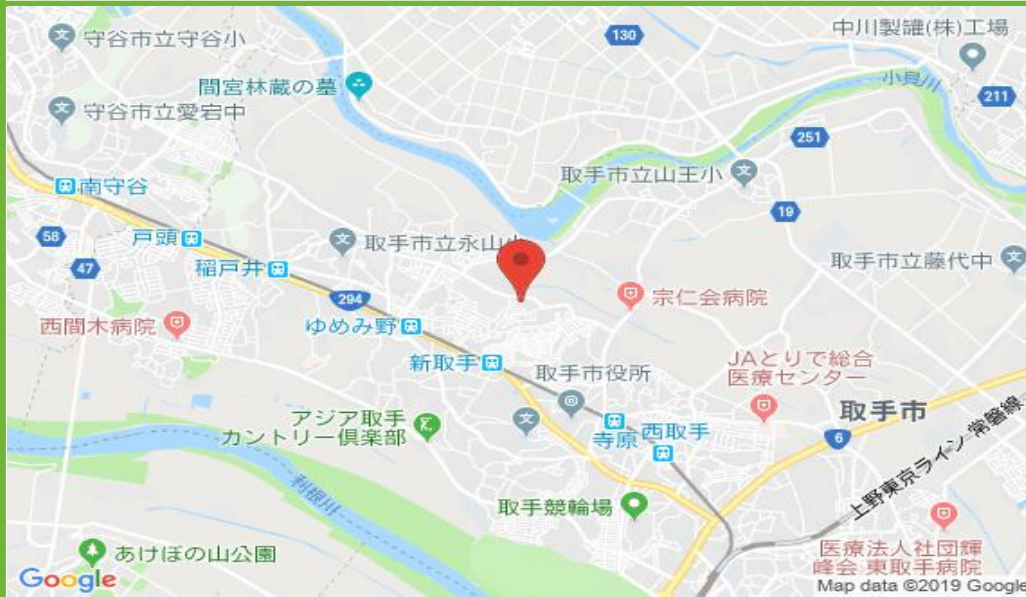 守谷市立守谷小
130
中川製罐(株)工場
間宮林蔵の墓
小貝川
211
守谷市立愛宕中
251
取手市立山王小
南守谷
19
58
戸頭
取手市立永山小
取手市立藤代中
47
稲戸井
294
宗仁会病院
西間木病院
ゆめみ野
新取手
取手市役所
JAとりで総合
医療センター
アジア取手
カントリー倶楽部
取手市
寺原
西取手
6
上野東京ライン 常磐線
利根川
取手競輪場
あけぼの山公園
医療法人社団輝
峰会 東取手病院
Google
Map data ©2019 Google